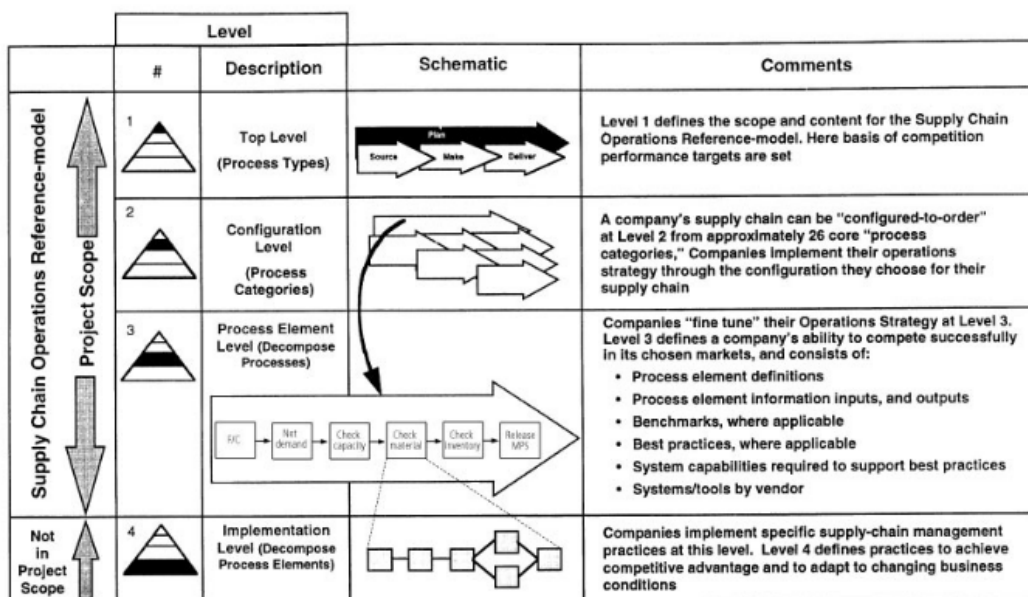 Level
#
Description
Schematic
Comments
Supply Chain Operations Reference-model
Project Scope
1
Top Level
(Process Types)
Plan
Source
Make
Deliver
Level 1 defines the scope and content for the Supply Chain
Operations Reference-model. Here basis of competition
performance targets are set
2
Configuration
Level
(Process
Categories)
A company's supply chain can be "configured-to-order"
at Level 2 from approximately 26 core "process
categories," Companies implement their operations
strategy through the configuration they choose for their
supply chain
3
Process Element
Level (Decompose
Processes)
F/C
Net
demand
Check
capacity
Check
material
Check
inventory
Release
MPS
Companies "fine tune" their Operations Strategy at Level 3.
Level 3 defines a company's ability to compete successfully
in its chosen markets, and consists of:
• Process element definitions
• Process element information inputs, and outputs
• Benchmarks, where applicable
• Best practices, where applicable
• System capabilities required to support best practices
• Systems/tools by vendor
Not
in
Project
Scope
4
Implementation
Level (Decompose
Process Elements)
Companies implement specific supply-chain management
practices at this level. Level 4 defines practices to achieve
competitive advantage and to adapt to changing business
conditions